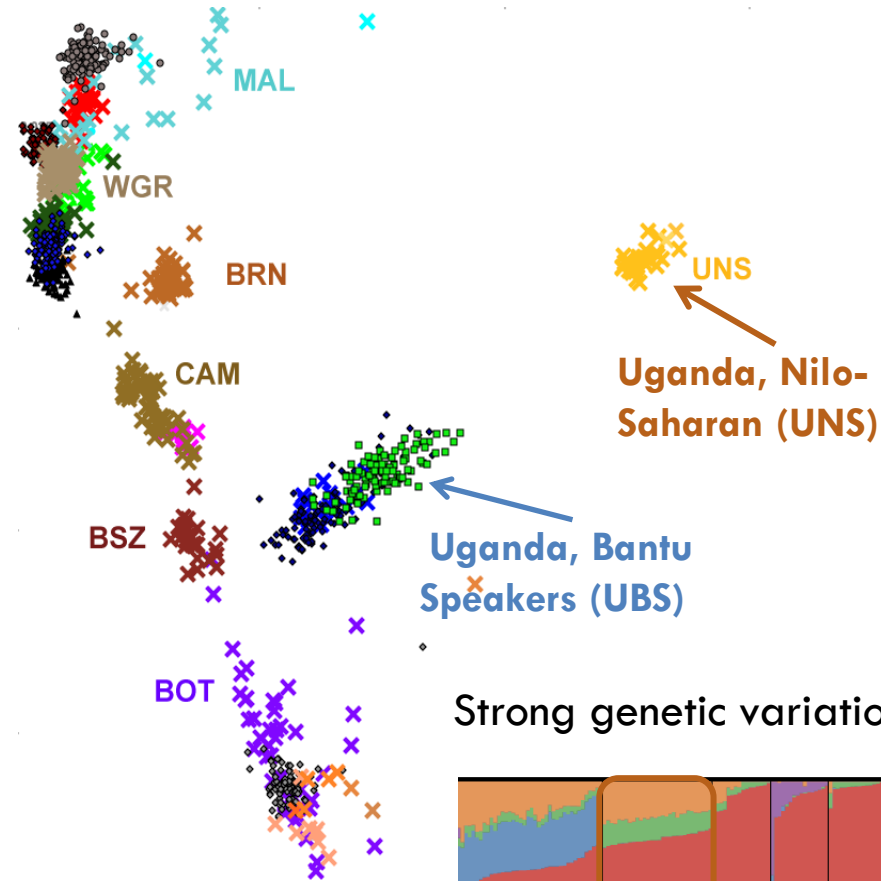 MAL
WGR
BRN
UNS
CAM
Uganda, Nilo-
Saharan (UNS)
BSZ
Uganda, Bantu
Speakers (UBS)
BOT
Strong genetic variatio